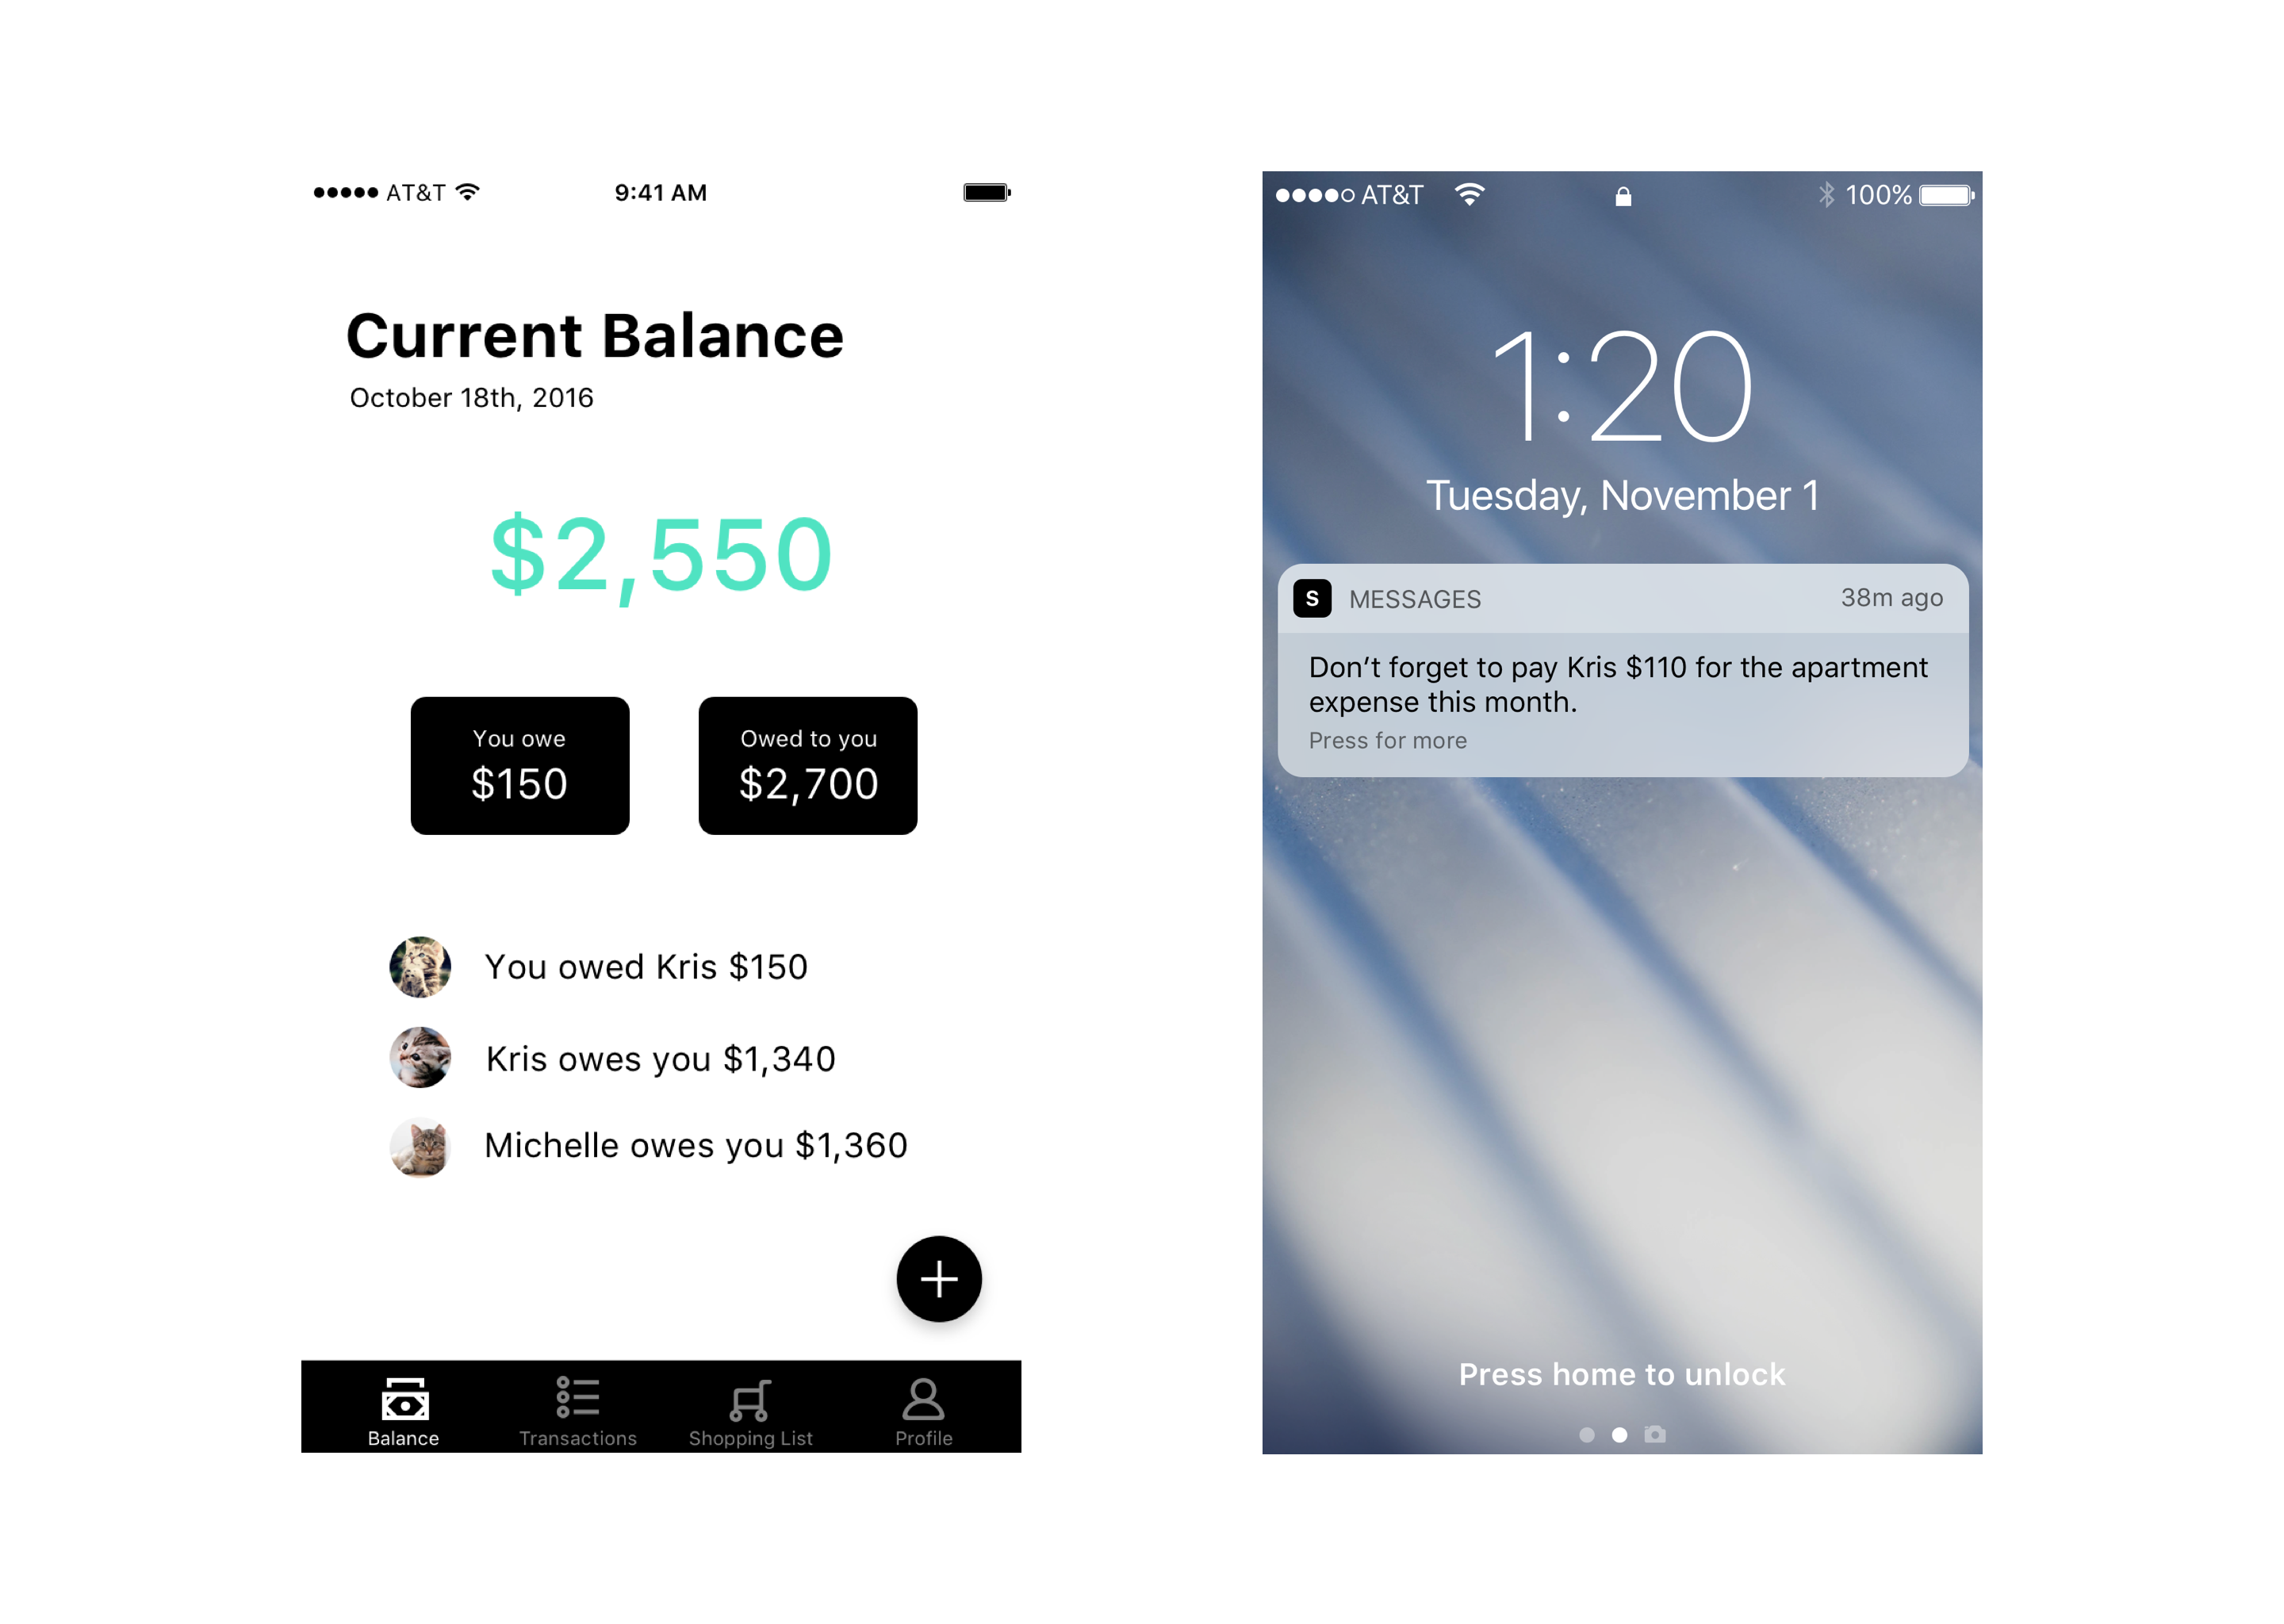 AT&T 9:41 AM
Current Balance
October 18th, 2016
$2,550
You owe
$150
Owed to you
$2,700
You owed Kris $150
Kris owes you $1,340
Michelle owes you $1,360
Balance Transactions Shopping List Profile
AT&T 100%
1:20
Tuesday, November 1
S MESSAGES 38m ago
Don’t forget to pay Kris $110 for the apartment
expense this month.
Press for more
Press home to unlock